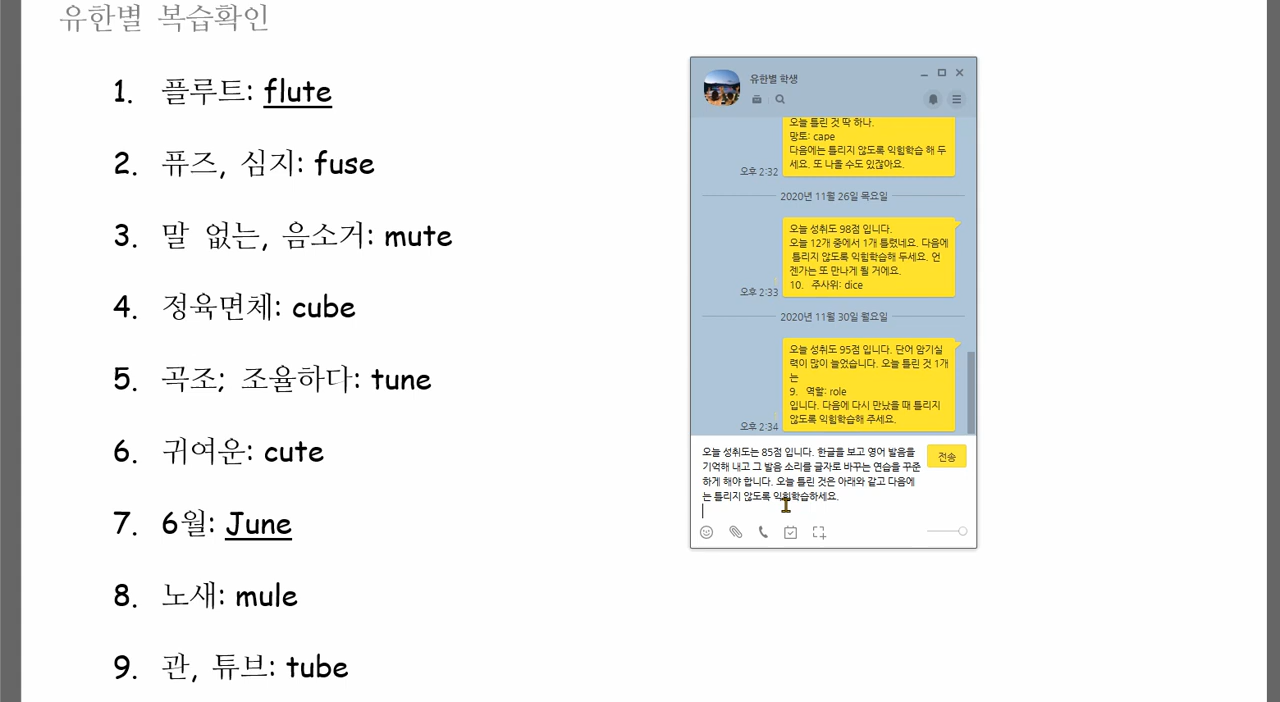 유한별 복습확인
1. 플루트: flute
2. 퓨즈, 심지: fuse
3. 말 없는, 음소거: mute
4. 정육면체: cube
5. 곡조; 조율하다: tune
6. 귀여운: cute
7. 6월: June
8. 노새: mule
9. 관, 튜브: tube
유한별 학생
오늘 틀린 것 딱 하나.
망토: cape
다음에는 틀리지 않도록 익힘학습 해 두
세요. 또 나올 수도 있잖아요.
오후 2:32
2020년 11월 26일 목요일
오늘 성취도 98점 입니다.
오늘 12개 중에서 1개 틀렸네요. 다음에
틀리지 않도록 익힘학습해 두세요. 언
젠가는 또 만나게 될 거에요.
10. 주사위: dice
오후 2:33
2020년 11월 30일 월요일
오늘 성취도 95점 입니다. 단어 암기실
력이 많이 늘었습니다. 오늘 틀린 것 1개
는
9. 역할: role
입니다. 다음에 다시 만났을 때 틀리지
않도록 익힘학습해 주세요.
오후 2:34
오늘 성취도는 85점 입니다. 한글을 보고 영어 발음을
기억해 내고 그 발음 소리를 글자로 바꾸는 연습을 꾸준
하게 해야 합니다. 오늘 틀린 것은 아래와 같고 다음에
는 틀리지 않도록 익힘학습하세요.
전송